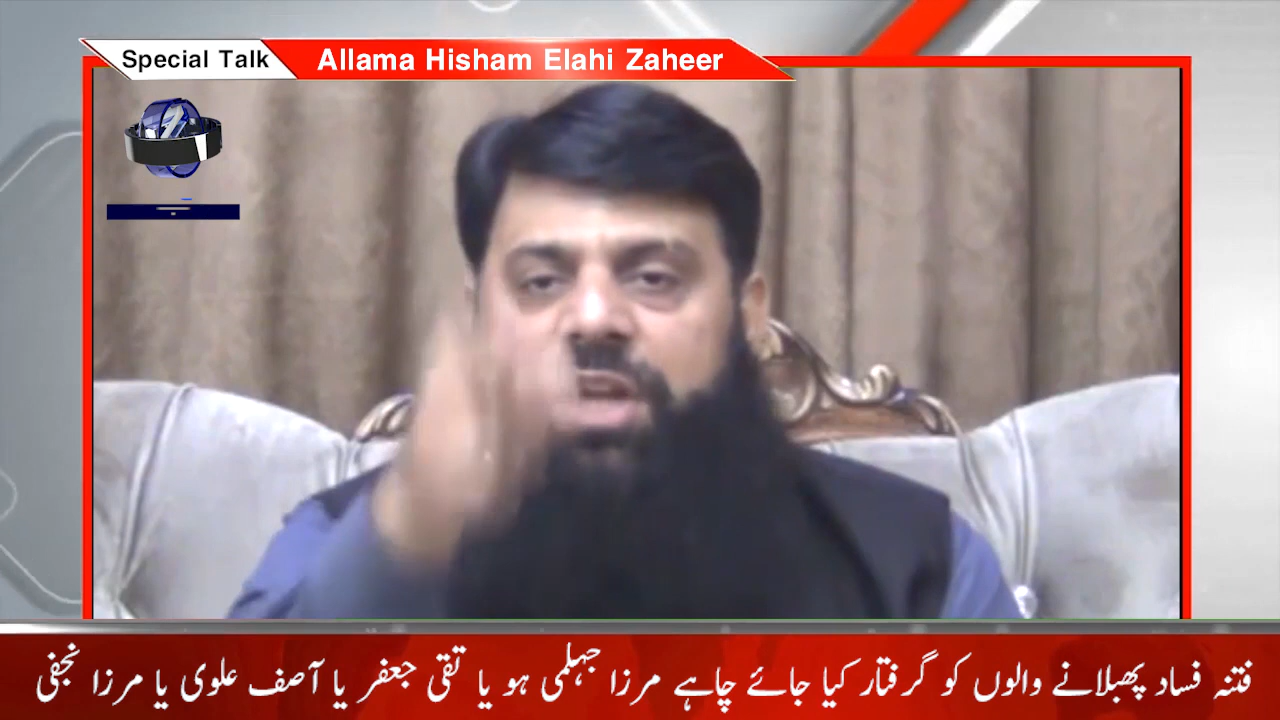 Special Talk
Allama Hisham Elahi Zaheer
فتنہ فساد پھیلانے والوں کو گرفتار کیا جائے چاہے مرزا جہلمی ہو یا تقی جعفر یا آصف علوی یا مرزا نجفی